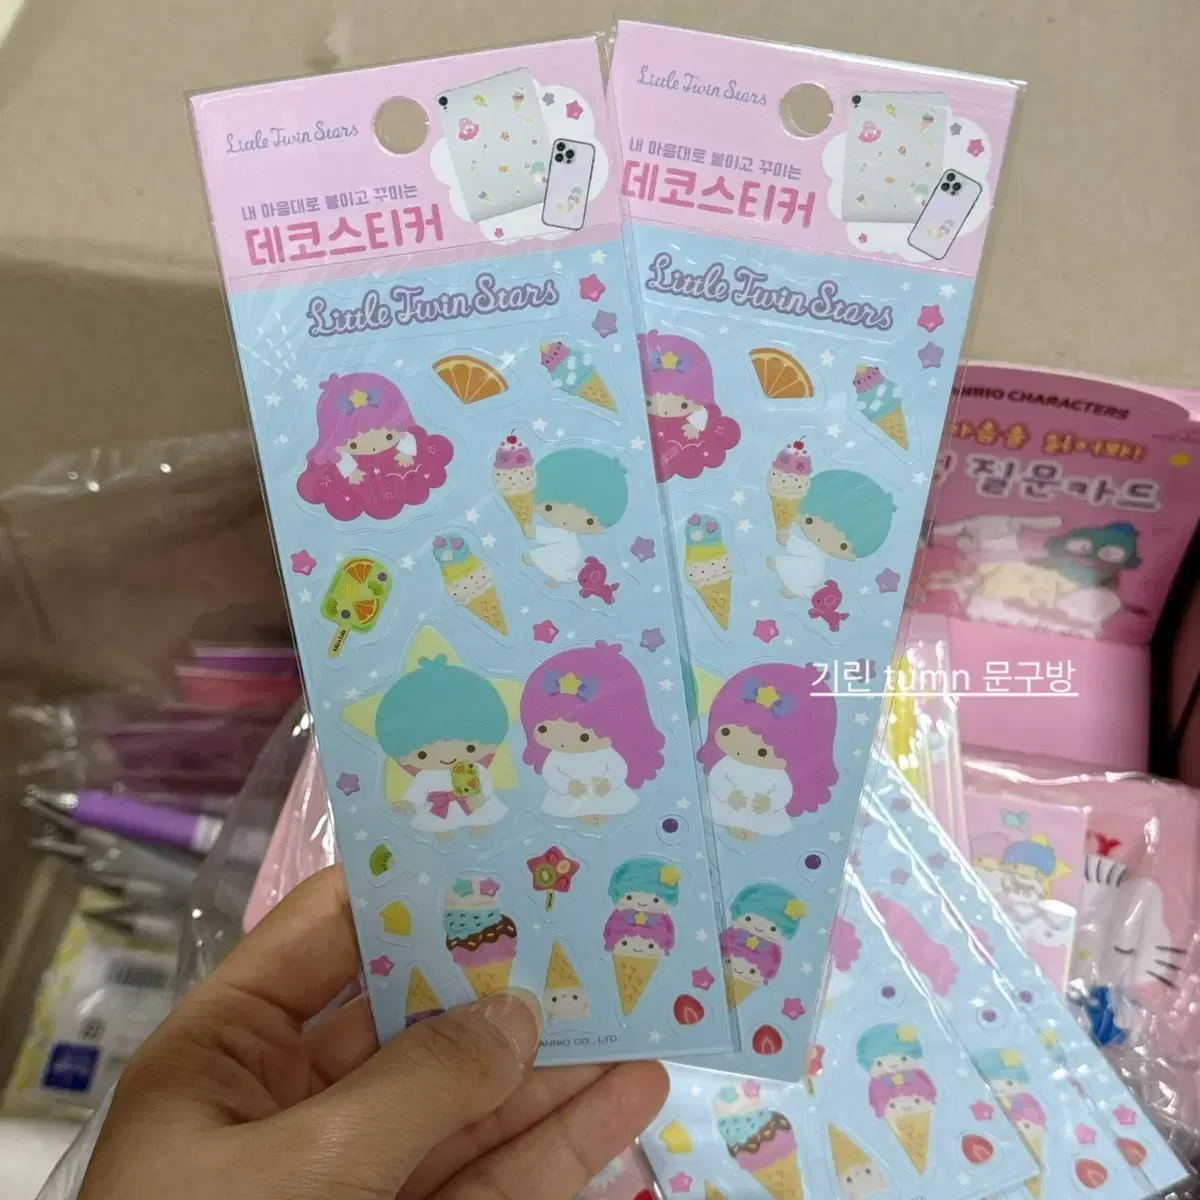 Little Twin Stars
내 마음대로 붙이고 꾸미는
데코스티커
Little Twin Stars
Little Twin Stars
내 마음대로 붙이고 꾸미는
데코스티커
Little Twin Stars
CHARACTERS
질문카드
기린 tumn 문구방
CO., LTD.